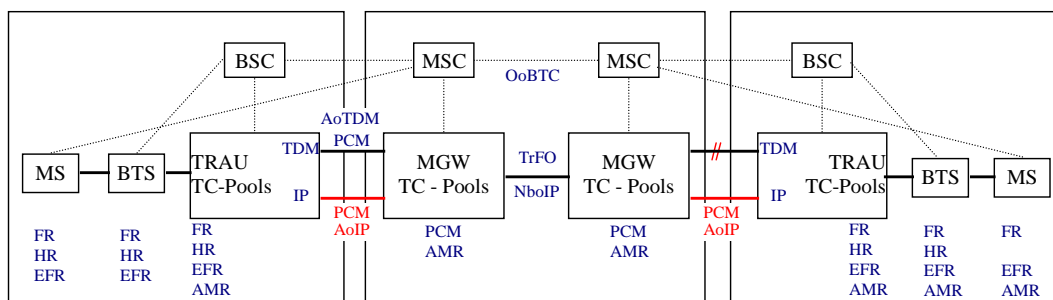 BSC
MSC
MSC
BSC
OoBTC
AoTDM
PCM
MS
BTS
TRAU
TC-Pools
TDM
IP
MGW
TC - Pools
TrFO
NboIP
MGW
TC - Pools
//
TDM
IP
TRAU
TC-Pools
BTS
MS
PCM
AoIP
PCM
AoIP
FR
HR
EFR
FR
HR
EFR
FR
HR
EFR
AMR
PCM
AMR
PCM
AMR
FR
HR
EFR
AMR
FR
HR
EFR
AMR
FR
EFR
AMR